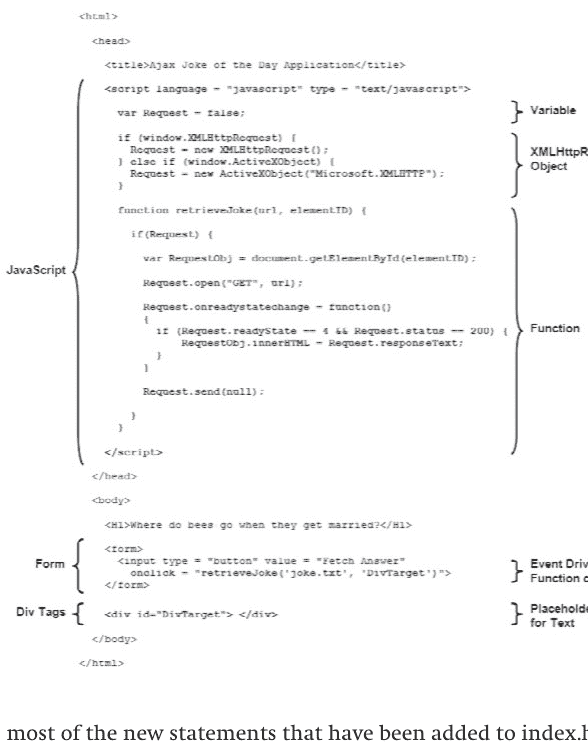 <html>
<head>
<title>Ajax Joke of the Day Application</title>
<script language = "javascript" type = "text/javascript">
var Request = false;
Variable
if (window.XMLHttpRequest) {
Request = new XMLHttpRequest();
} else if (window.ActiveXObject) {
Request = new ActiveXObject("Microsoft.XMLHTTP");
}
XMLHttpR
Object
function retrieveJoke(url, elementID) {
if(Request) {
var RequestObj = document.getElementById(elementID);
JavaScript
Request.open("GET", url);
Request.onreadystatechange = function()
{
if (Request.readyState == 4 && Request.status == 200) {
RequestObj.innerHTML = Request.responseText;
}
}
Function
Request.send(null);
}
}
</script>
</head>
<body>
<H1>Where do bees go when they get married?</H1>
Form
<form>
<input type = "button" value = "Fetch Answer"
onclick = "retrieveJoke('joke.txt', 'DivTarget')">
</form>
Event Driv
Function c
Div Tags
<div id="DivTarget"> </div>
Placeholde
for Text
</body>
</html>
most of the new statements that have been added to index.h